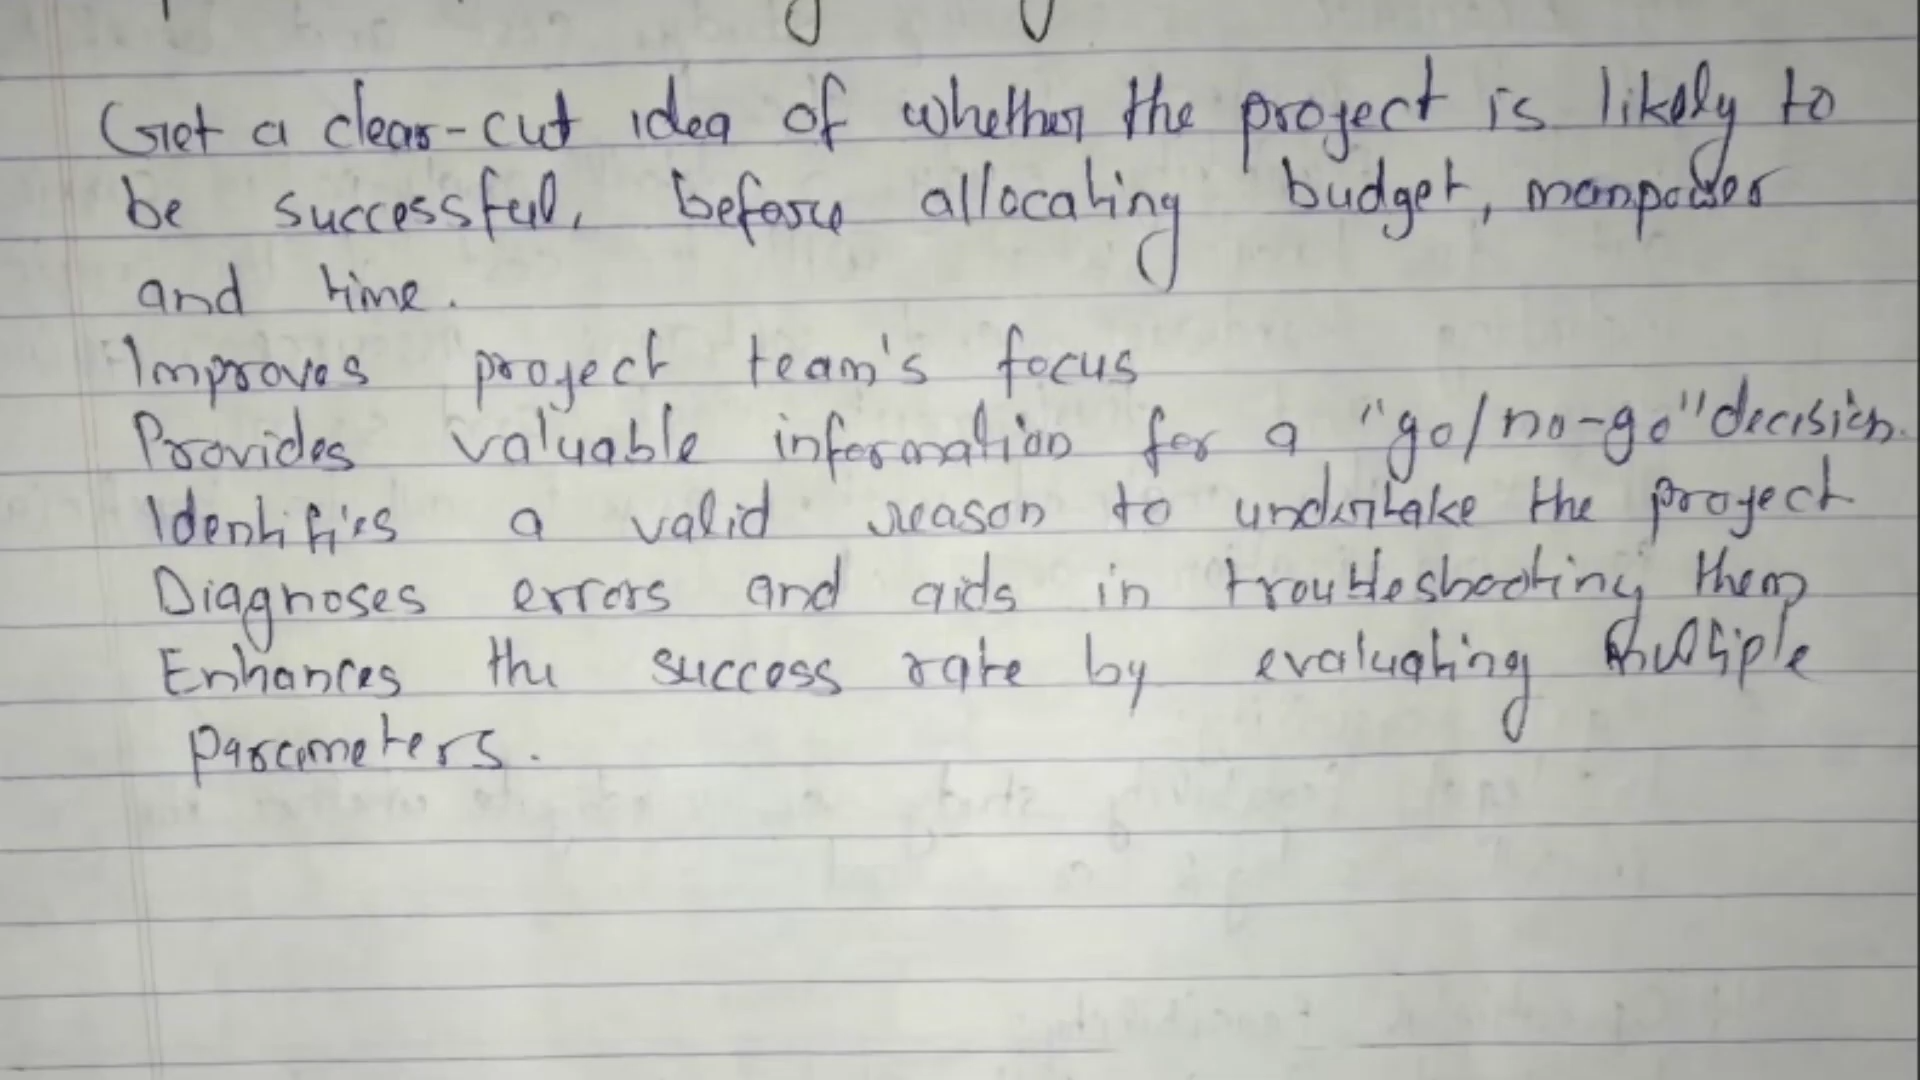 Get a clear-cut idea of whether the project is likely to
be successful, before allocating budget, manpower
and time.
Improves project team's focus
Provides valuable information for a "go/no-go" decision.
Identifies a valid reason to undertake the project
Diagnoses errors and aids in troubleshooting them
Enhances the success rate by evaluating multiple
parameters.